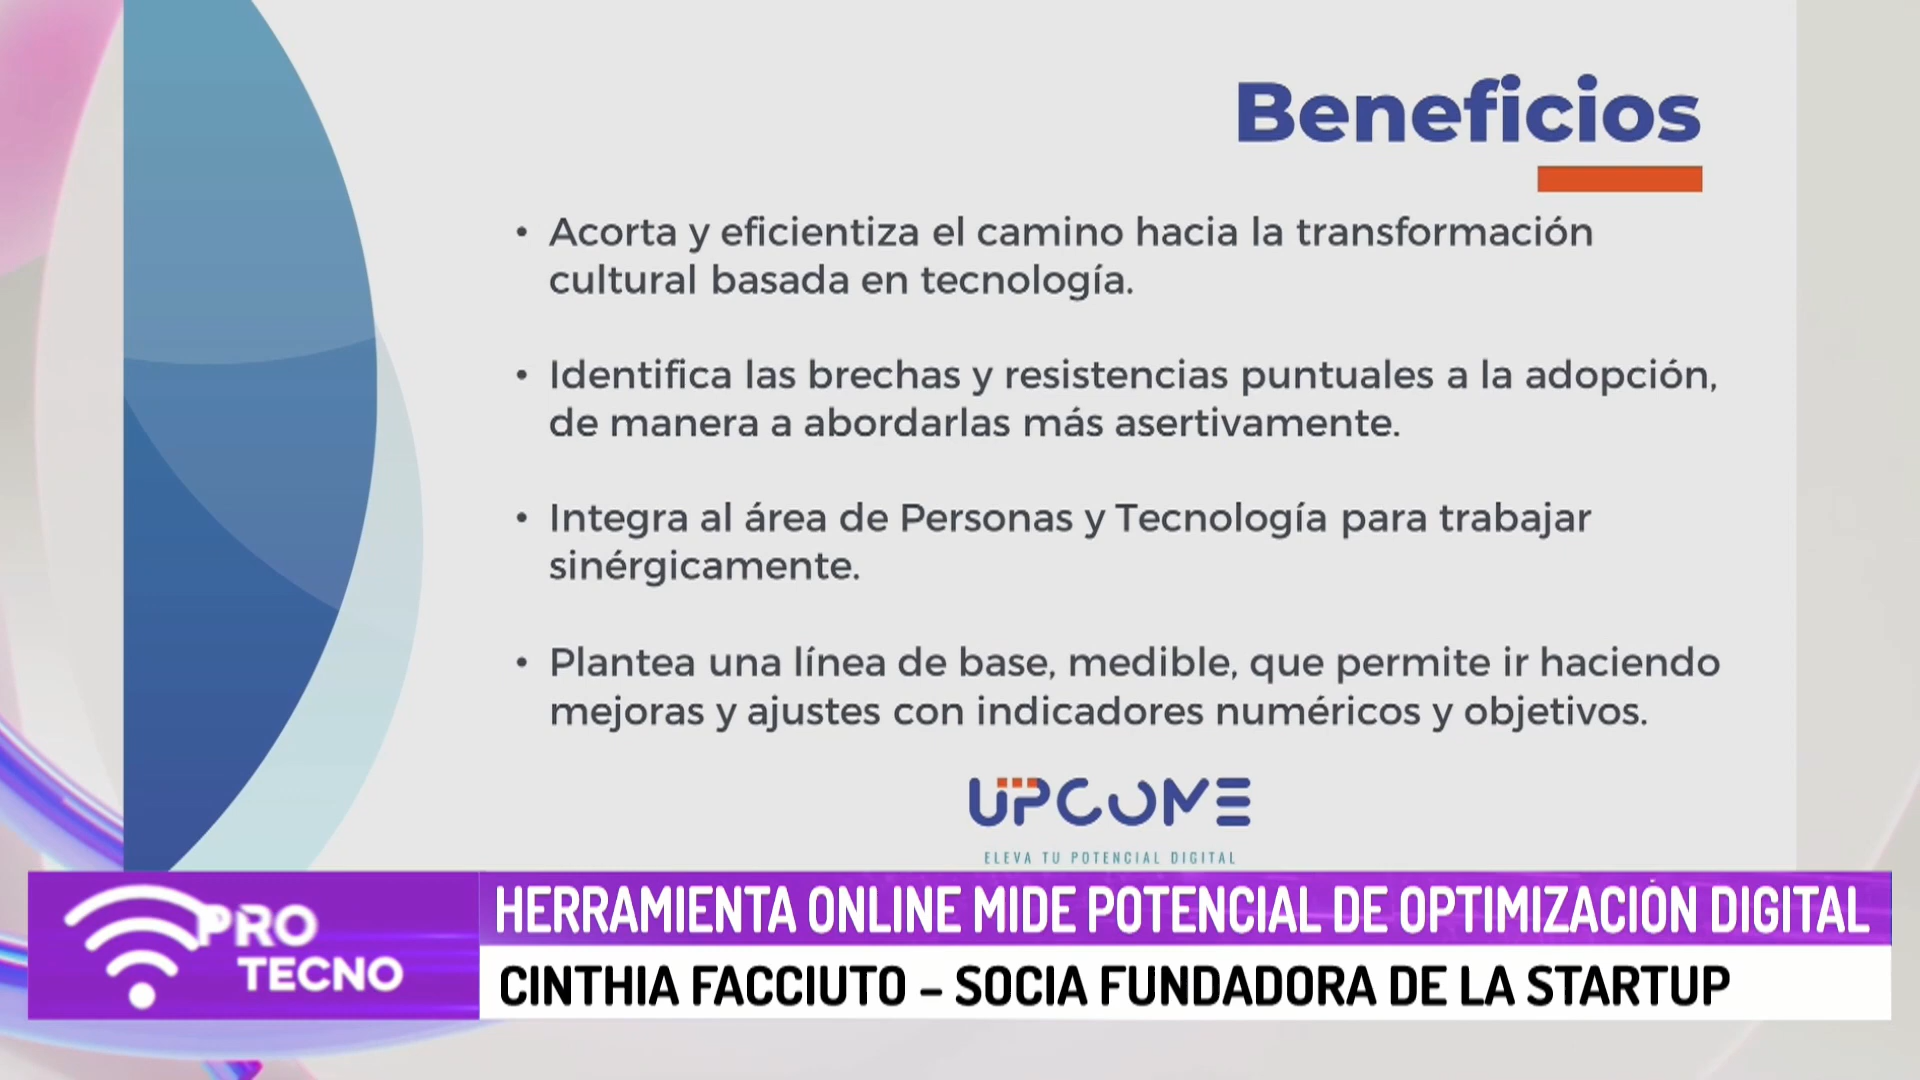 Beneficios
• Acorta y eficientiza el camino hacia la transformación
cultural basada en tecnología.
• Identifica las brechas y resistencias puntuales a la adopción,
de manera a abordarlas más asertivamente.
• Integra al área de Personas y Tecnología para trabajar
sinérgicamente.
• Plantea una línea de base, medible, que permite ir haciendo
mejoras y ajustes con indicadores numéricos y objetivos.
UPCOME
ELEVA TU POTENCIAL DIGITAL
PRO
TECNO
HERRAMIENTA ONLINE MIDE POTENCIAL DE OPTIMIZACIÓN DIGITAL
CINTHIA FACCIUTO – SOCIA FUNDADORA DE LA STARTUP